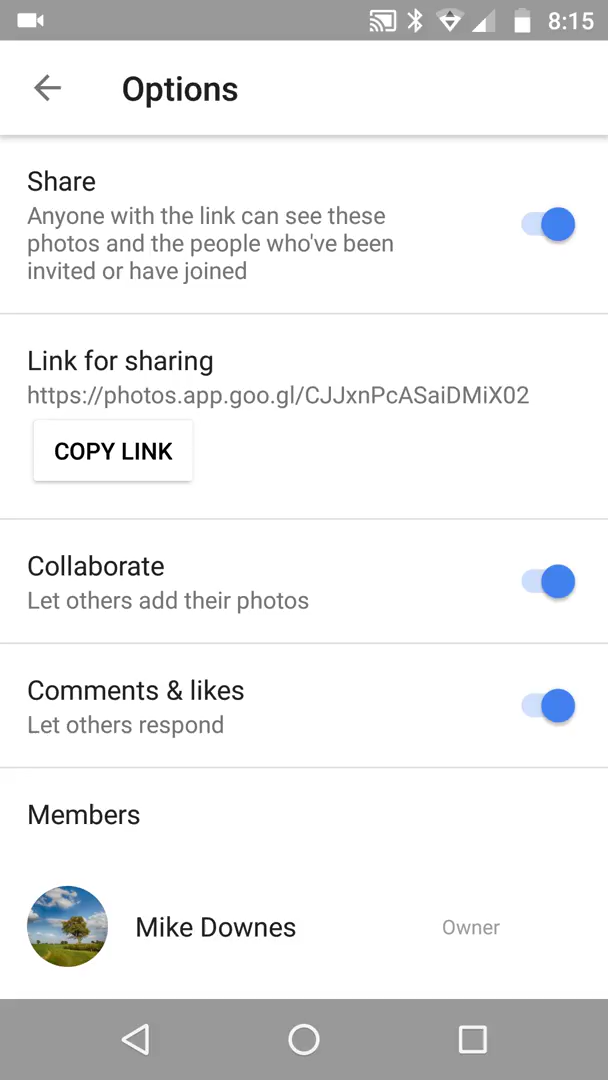 8:15
Options
Share
Anyone with the link can see these
photos and the people who've been
invited or have joined
Link for sharing
https://photos.app.goo.gl/CJJxnPcASaiDMiX02
COPY LINK
Collaborate
Let others add their photos
Comments & likes
Let others respond
Members
Mike Downes Owner